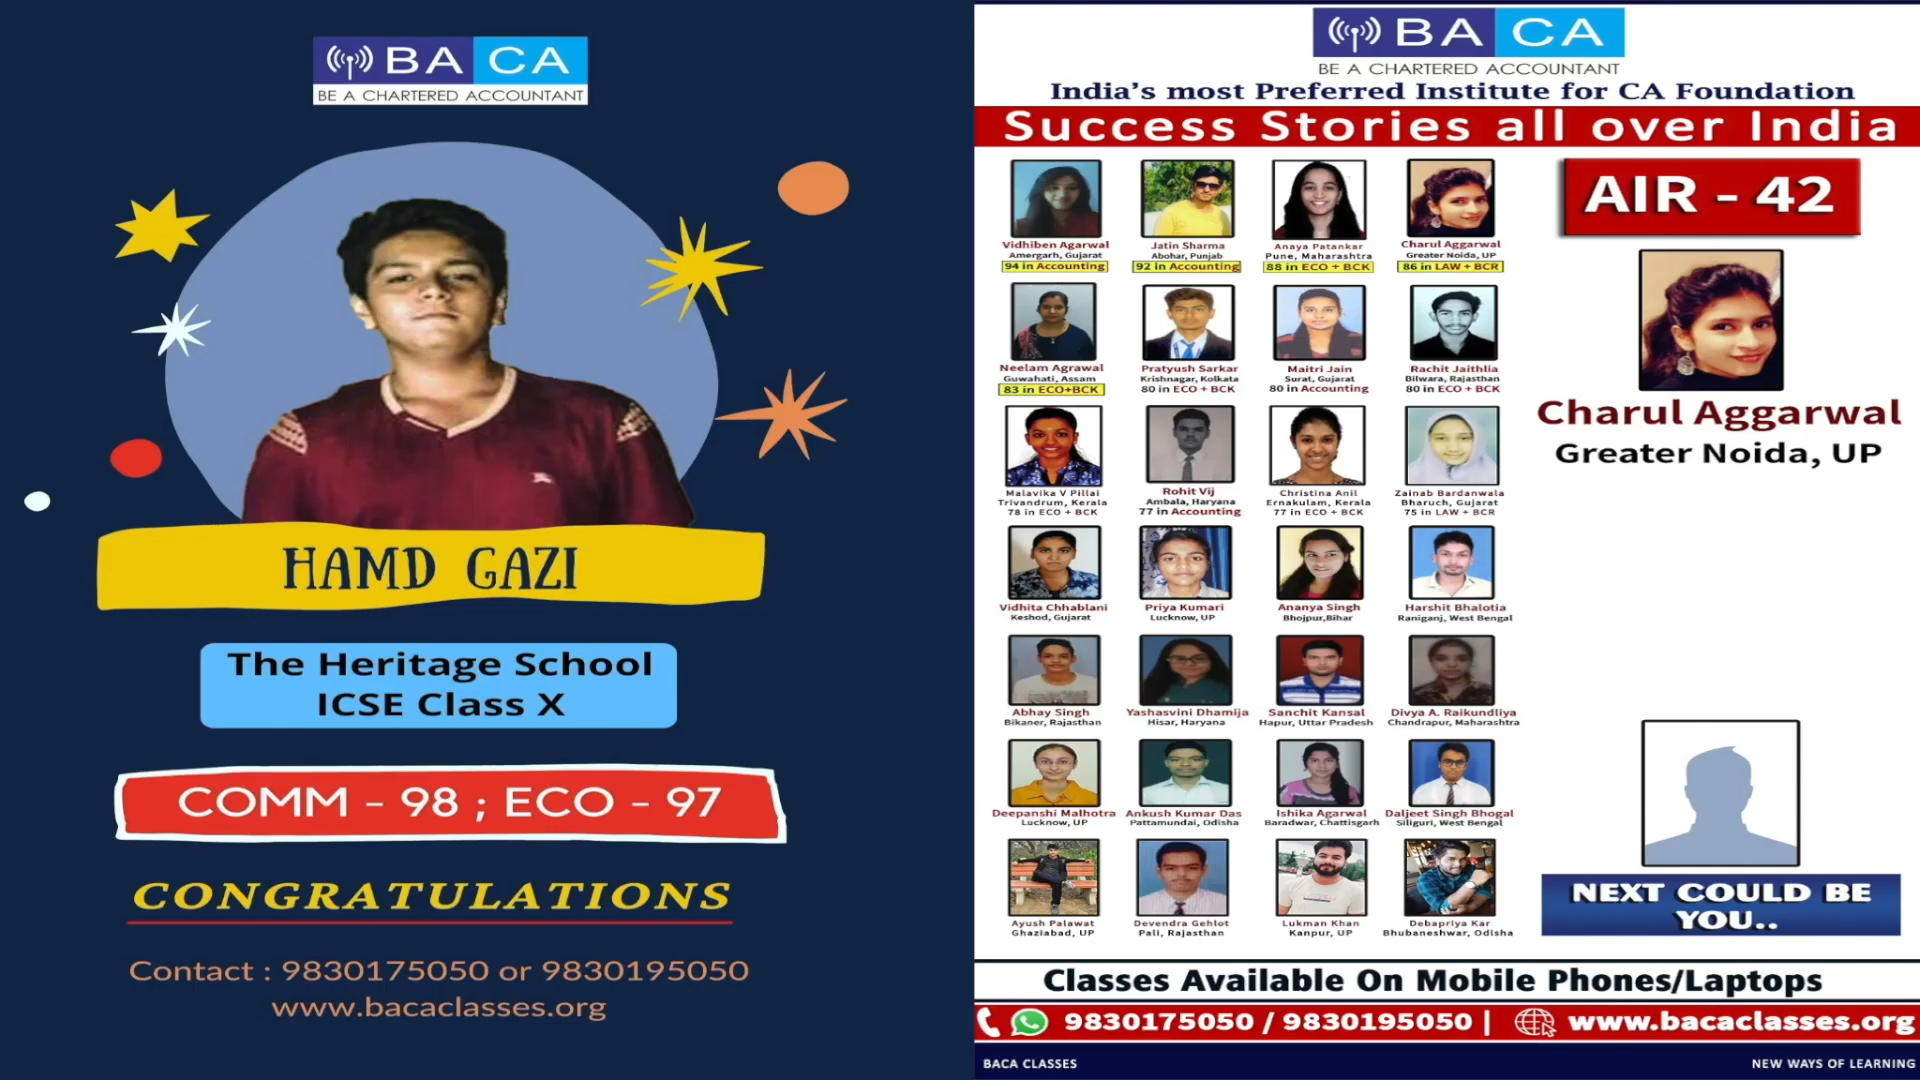 BA CA
BE A CHARTERED ACCOUNTANT
HAMD GAZI
The Heritage School
ICSE Class X
COMM - 98 ; ECO - 97
CONGRATULATIONS
Contact : 9830175050 or 9830195050
www.bacaclasses.org
BA CA
BE A CHARTERED ACCOUNTANT
India's most Preferred Institute for CA Foundation
Success Stories all over India
Vidhiben Agarwal Jatin Sharma Anaya Patankar Charul Aggarwal
Amergarh, Gujarat Abohar, Punjab Pune, Maharashtra Greater Noida, UP
94 in Accounting 92 in Accounting 88 in ECO + BCK 86 in LAW + BCR
Neelam Agrawal Pratyush Sarkar Maitri Jain Rachit Jaithlia
Guwahati, Assam Krishnagar, Kolkata Surat, Gujarat Bilwara, Rajasthan
83 in ECO+BCK 80 in ECO + BCK 80 in Accounting 80 in ECO + BCK
Malavika V Pillai Rohit Vij Christina Anil Zainab Bardanwala
Trivandrum, Kerala Ambala, Haryana Ernakulam, Kerala Bharuch, Gujarat
78 in ECO + BCK 77 in Accounting 77 in ECO + BCK 75 in LAW + BCR
Vidhita Chhablani Priya Kumari Ananya Singh Harshit Bhalotia
Keshod, Gujarat Lucknow, UP Bhojpur,Bihar Raniganj, West Bengal
Abhay Singh Yashasvini Dhamija Sanchit Kansal Divya A. Raikundliya
Bikaner, Rajasthan Hisar, Haryana Hapur, Uttar Pradesh Chandrapur, Maharashtra
Deepanshi Malhotra Ankush Kumar Das Ishika Agarwal Daljeet Singh Bhogal
Lucknow, UP Pattamundai, Odisha Baradwar, Chattisgarh Siliguri, West Bengal
Ayush Palawat Devendra Gehlot Lukman Khan Debapriya Kar
Ghaziabad, UP Pali, Rajasthan Kanpur, UP Bhubaneshwar, Odisha
AIR - 42
Charul Aggarwal
Greater Noida, UP
NEXT COULD BE
YOU..
Classes Available On Mobile Phones/Laptops
9830175050 / 9830195050 | www.bacaclasses.org
BACA CLASSES NEW WAYS OF LEARNING